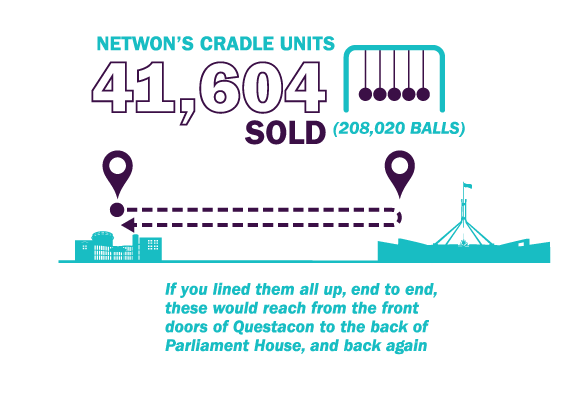 NETWON'S CRADLE UNITS
41,604
SOLD
(208,020 BALLS)
If you lined them all up, end to end,
these would reach from the front
doors of Questacon to the back of
Parliament House, and back again